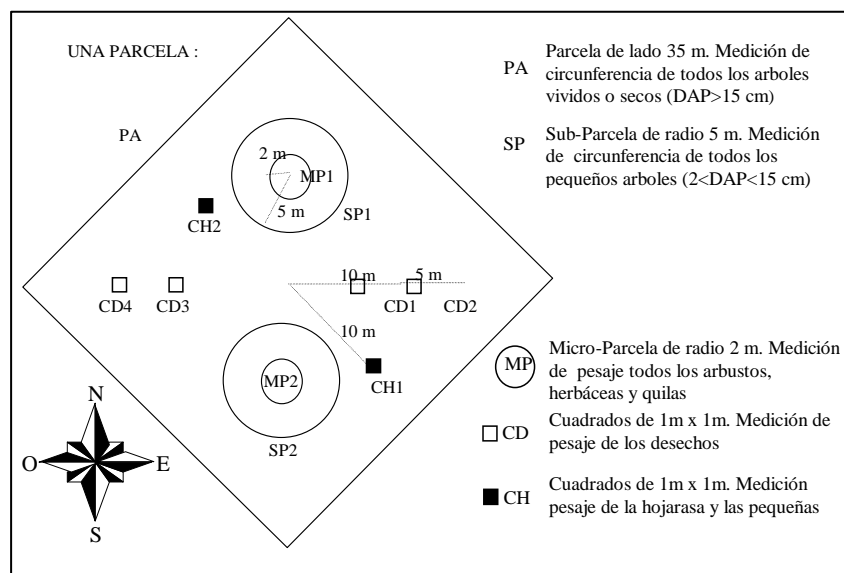 UNA PARCELA :
PA
2 m
MP1
5 m
SP1
CH2
10 m
5 m
CD4
CD3
CD1
CD2
10 m
MP2
CH1
SP2
N
O
E
S
PA
Parcela de lado 35 m. Medición de
circunferencia de todos los arboles
vividos o secos (DAP>15 cm)
SP
Sub-Parcela de radio 5 m. Medición
de circunferencia de todos los
pequeños arboles (2<DAP<15 cm)
MP
Micro-Parcela de radio 2 m. Medición
de pesaje todos los arbustos,
herbáceas y quilas
CD
Cuadrados de 1m x 1m. Medición de
pesaje de los desechos
CH
Cuadrados de 1m x 1m. Medición
pesaje de la hojarasa y las pequeñas